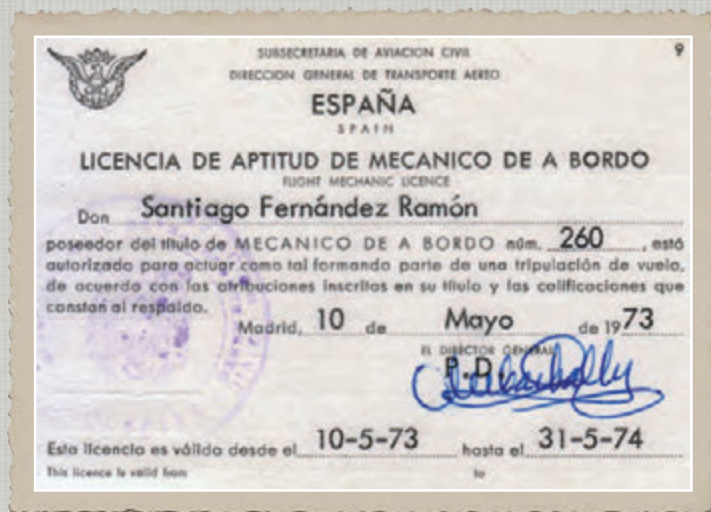 9
SUBSECRETARIA DE AVIACION CIVIL
DIRECCION GENERAL DE TRANSPORTE AEREO
ESPAÑA
SPAIN
LICENCIA DE APTITUD DE MECANICO DE A BORDO
FLIGHT MECHANIC LICENCE
Don Santiago Fernández Ramón
poseedor del título de MECANICO DE A BORDO núm. 260, está
autorizado para actuar como tal formando parte de una tripulación de vuelo,
de acuerdo con las atribuciones inscritas en su título y las calificaciones que
constan al respaldo.
Madrid, 10 de Mayo de 1973
EL DIRECTOR GENERAL
P.D.
Esta licencia es válida desde el 10-5-73 hasta el 31-5-74
This licence is valid from to